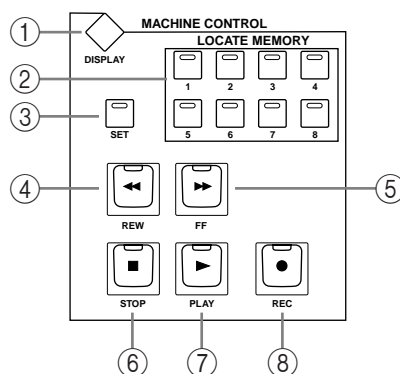 ① MACHINE CONTROL
LOCATE MEMORY
DISPLAY
②
1 2 3 4
③
SET 5 6 7 8
④ ⑤
REW FF
STOP PLAY REC
⑥ ⑦ ⑧